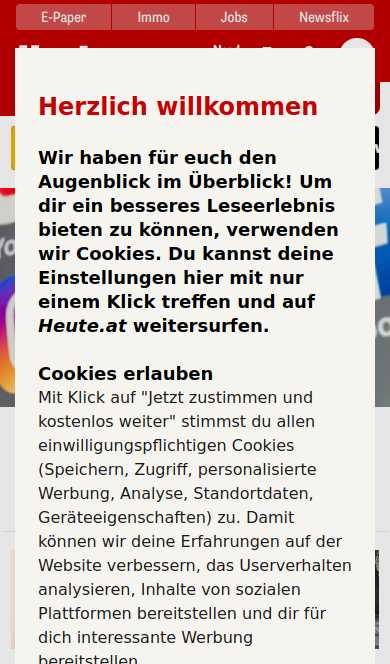 E-Paper
Immo
Jobs
Newsflix
Herzlich willkommen
Wir haben für euch den
Augenblick im Überblick! Um
dir ein besseres Leseerlebnis
bieten zu können, verwenden
wir Cookies. Du kannst deine
Einstellungen hier mit nur
einem Klick treffen und auf
Heute.at weitersurfen.
Cookies erlauben
Mit Klick auf "Jetzt zustimmen und
kostenlos weiter" stimmst du allen
einwilligungspflichtigen Cookies
(Speichern, Zugriff, personalisierte
Werbung, Analyse, Standortdaten,
Geräteeigenschaften) zu. Damit
können wir deine Erfahrungen auf der
Website verbessern, das Userverhalten
analysieren, Inhalte von sozialen
Plattformen bereitstellen und dir für
dich interessante Werbung
bereitstellen